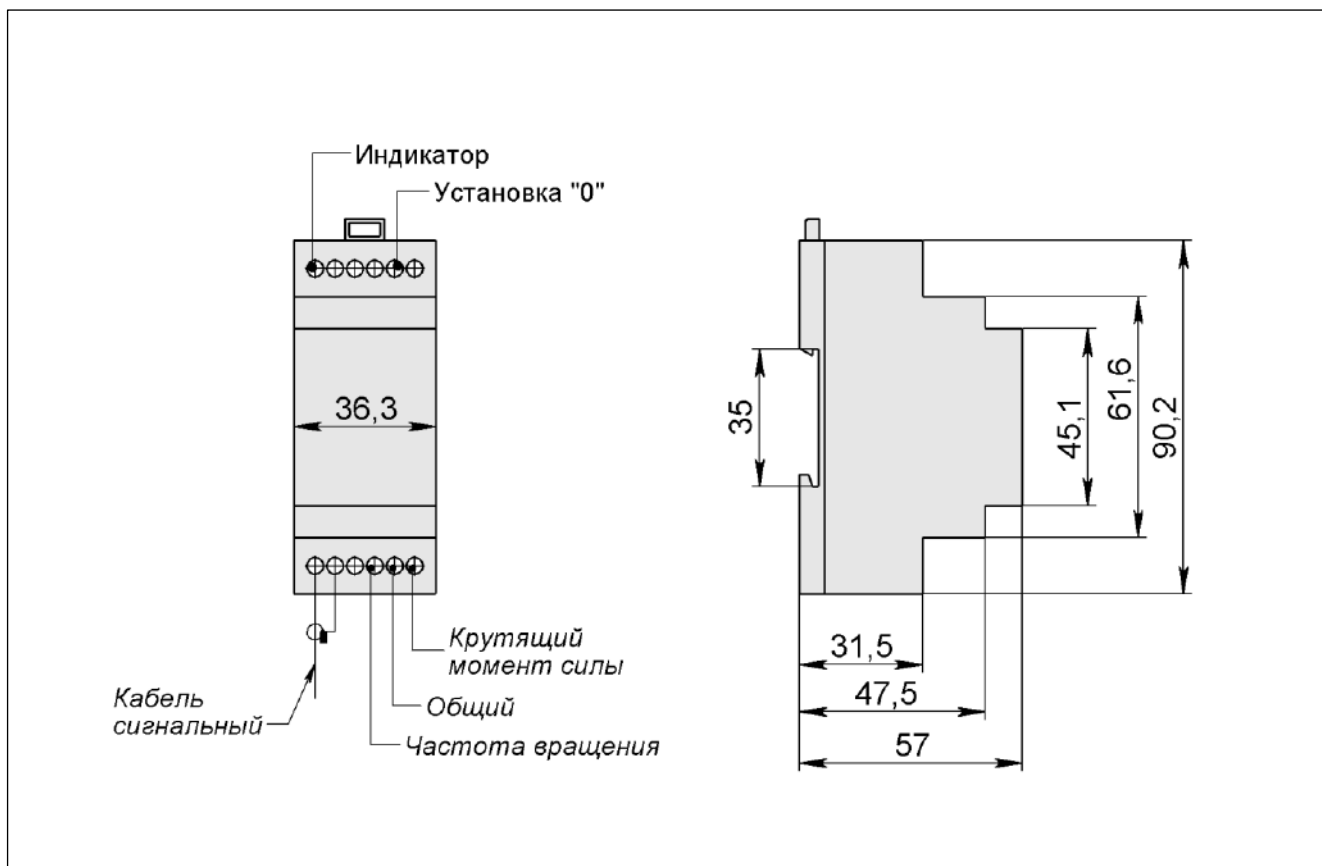 Индикатор
Установка "0"
36,3
35
45,1
61,6
90,2
Крутящий
момент силы
Кабель
сигнальный
Общий
Частота вращения
31,5
47,5
57